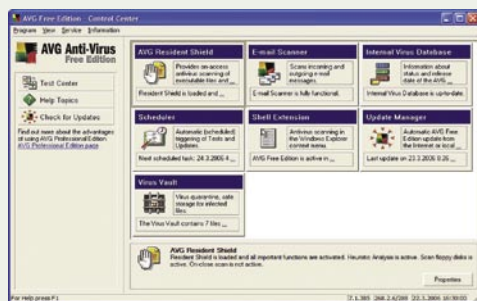 AVG Free Edition - Control Center
Program View Service Information
AVG Anti-Virus
Free Edition
Test Center
Help Topics
Check for Updates
Find out more about the advantages
of using AVG Professional Edition
AVG Professional Edition page
AVG Resident Shield
Provides on-access
antivirus scanning of
executable files and ...
Resident Shield is loaded and ...
E-mail Scanner
Scans incoming and
outgoing e-mail
messages.
E-mail Scanner is fully functional.
Internal Virus Database
Information about
status and release
date of the AVG ...
Internal Virus Database is up-to-date.
Scheduler
Automatic (scheduled)
triggering of Tests and
Updates
Next scheduled task: 24.3.2006 4...
Shell Extension
Antivirus scanning in
the Windows Explorer
context menu.
AVG Free Edition is active in ...
Update Manager
Automatic AVG Free
Edition update from
the Internet or local ...
Last update on 23.3.2006 8:26...
Virus Vault
Virus quarantine, safe
storage for infected
files.
The Virus Vault contains 7 files ...
AVG Resident Shield
Resident Shield is loaded and all important functions are activated. Heuristic Analysis is active. Scan floppy disks is
active. On-close scan is not
active.
Properties
For Help press F1